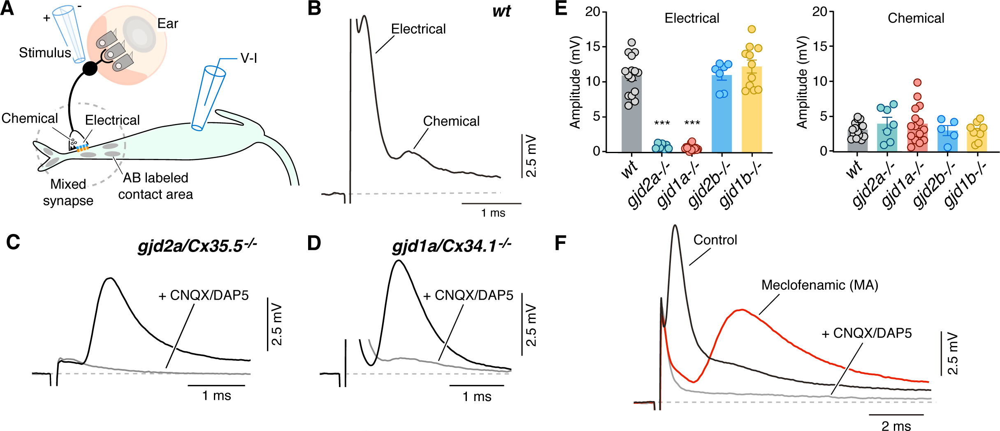 A
+
-
Stimulus
Ear
V-I
Chemical
Electrical
Mixed
synapse
AB labeled
contact area
B
wt
Electrical
Chemical
2.5 mV
1 ms
C
gjd2a/Cx35.5-/-
+ CNQX/DAP5
2.5 mV
1 ms
D
gjd1a/Cx34.1-/-
+ CNQX/DAP5
2.5 mV
1 ms
E
Electrical
Amplitude (mV)
20
15
10
5
0
***
***
wt
gjd2a-/-
gjd1a-/-
gjd2b-/-
gjd1b-/-
Chemical
Amplitude (mV)
20
15
10
5
0
wt
gjd2a-/-
gjd1a-/-
gjd2b-/-
gjd1b-/-
F
Control
Meclofenamic (MA)
+ CNQX/DAP5
2.5 mV
2 ms